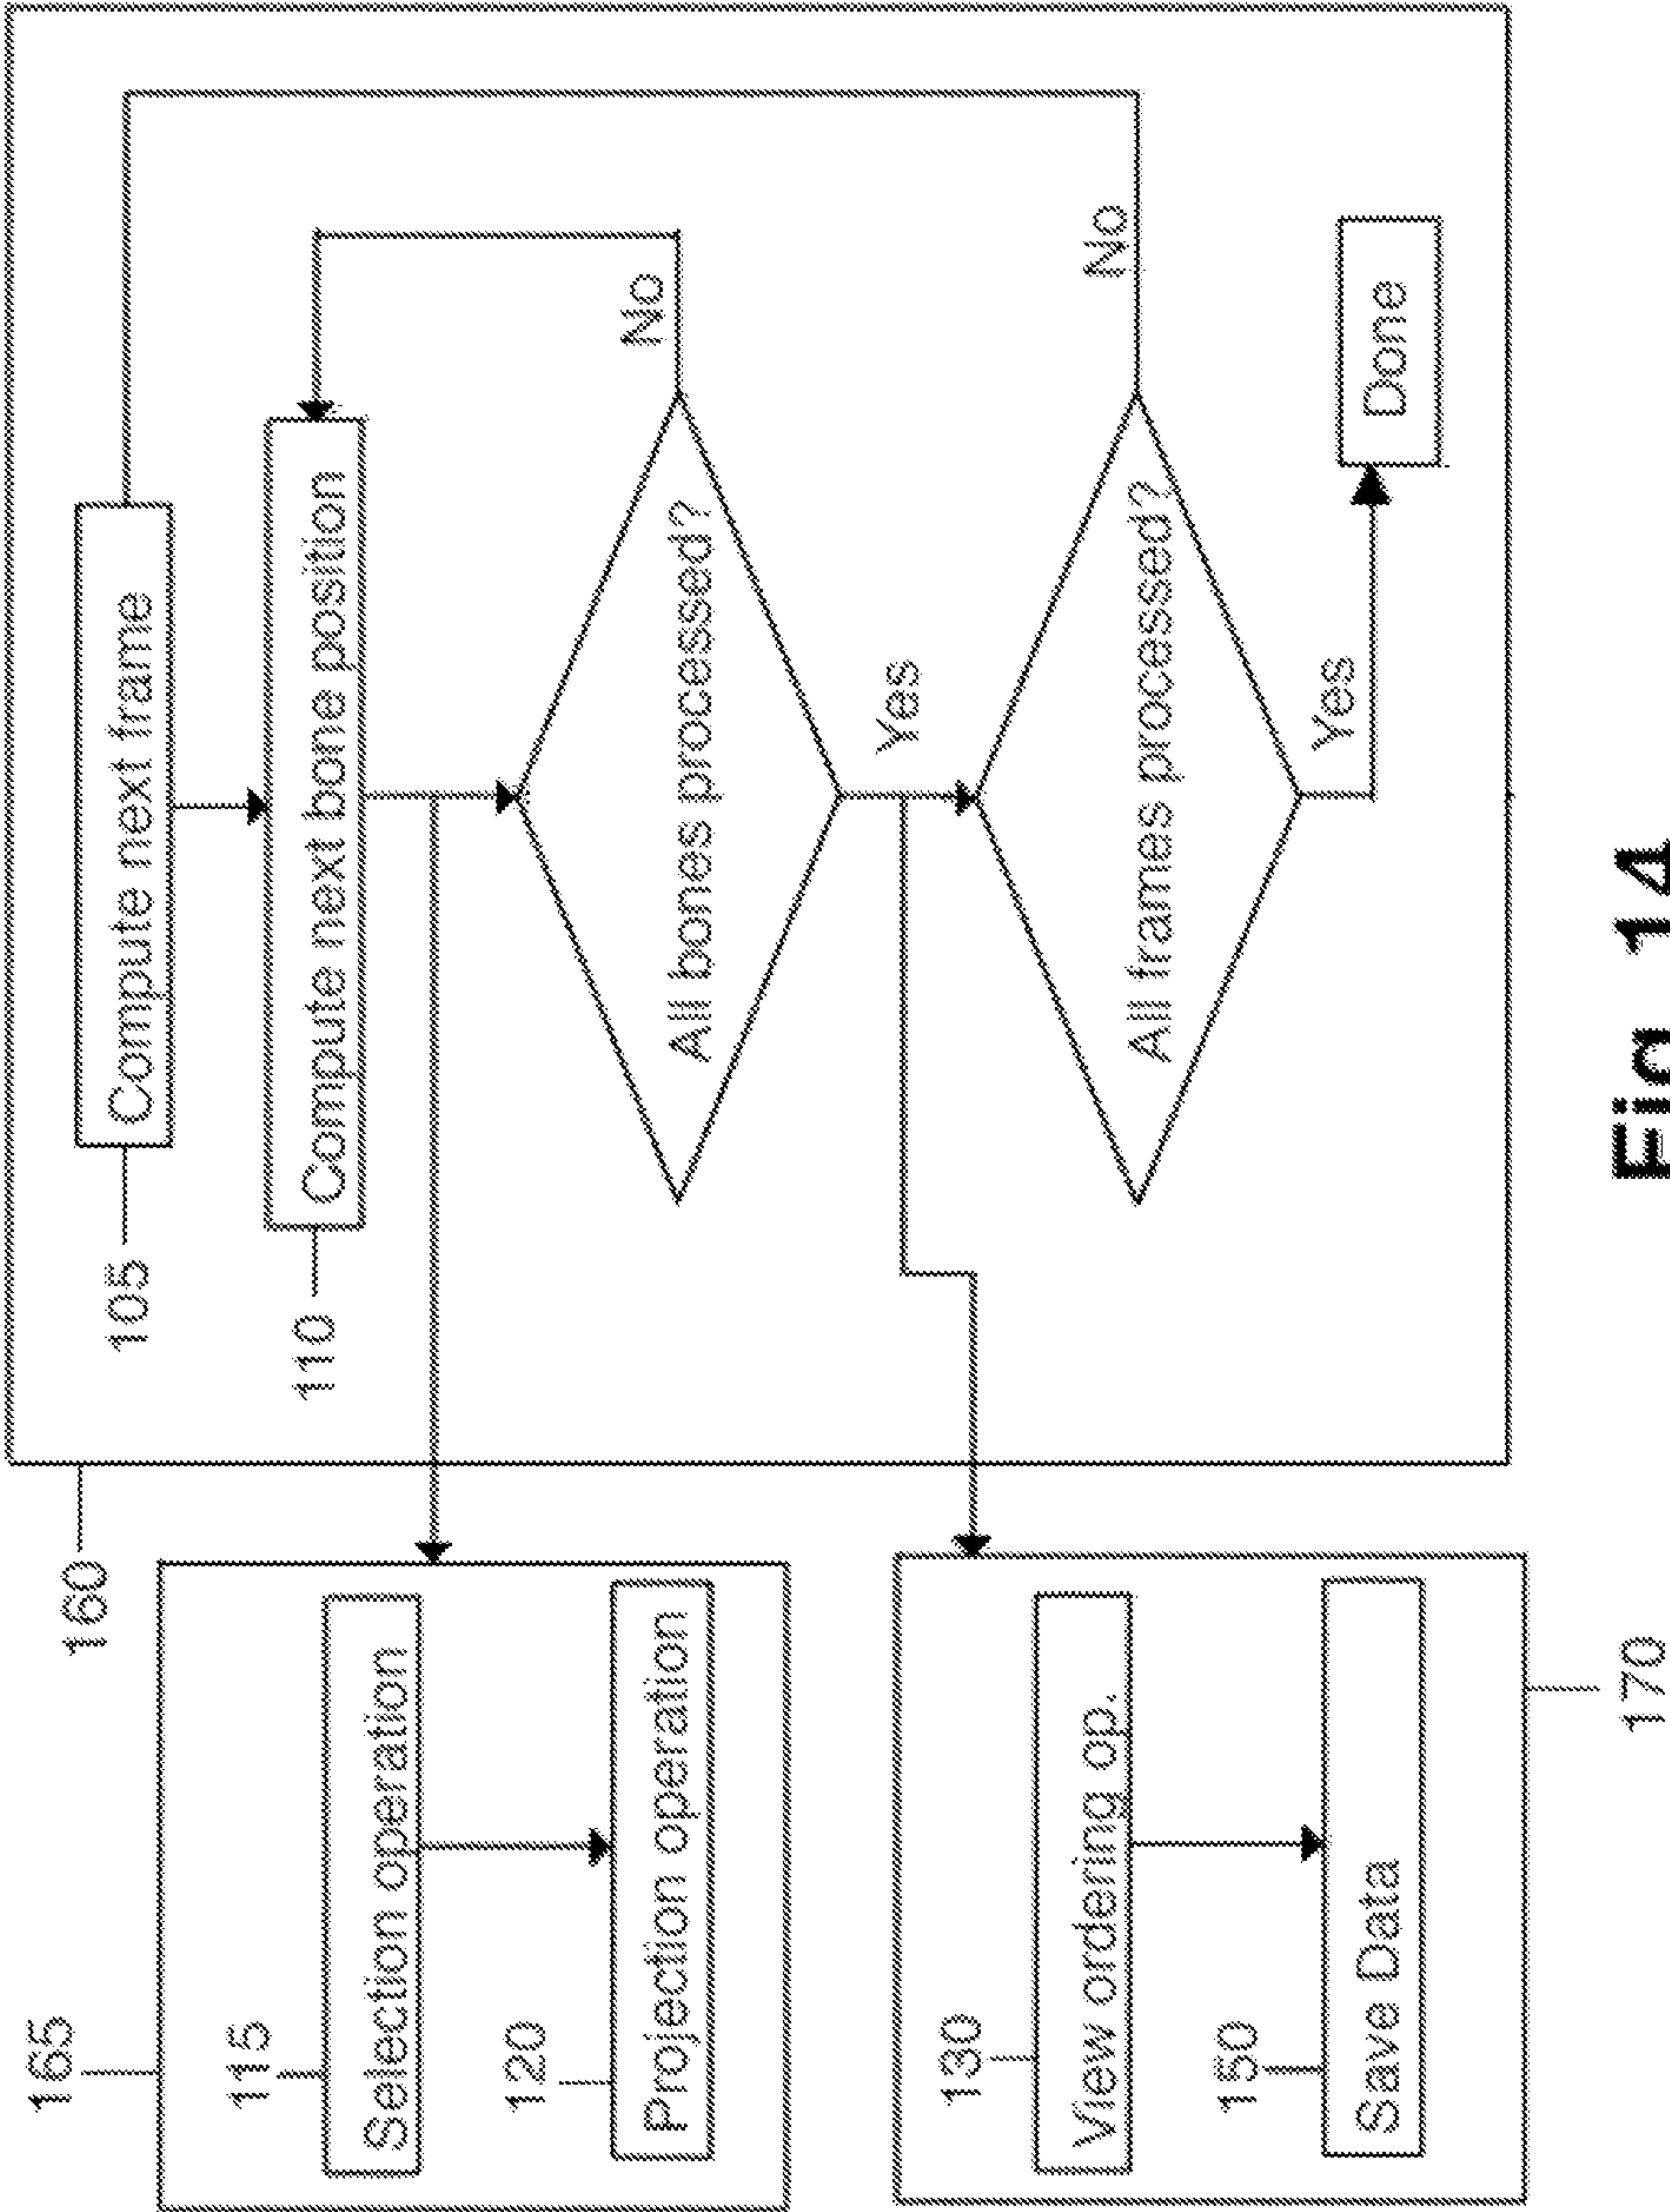 165
115
Selection operation
120
Projection operation
130
View ordering op.
150
Save Data
170
160
105
Compute next frame
110
Compute next bone position
All bones processed?
No
Yes
All frames processed?
No
Yes
Done
Fig 14